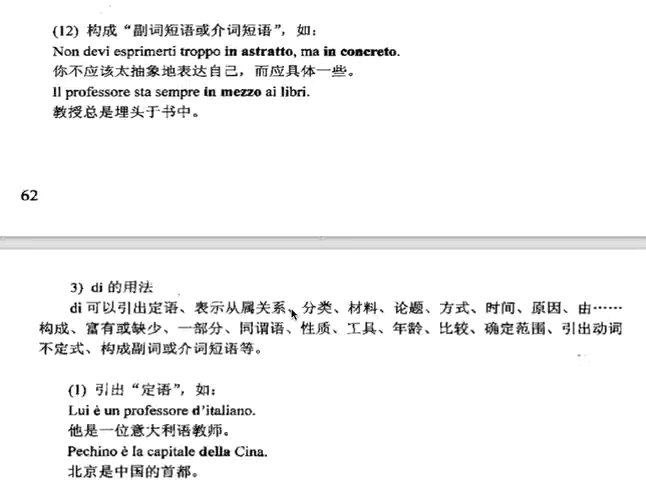 (12) 构成“副词短语或介词短语”，如：
Non devi esprimerti troppo in astratto, ma in concreto.
你不应该太抽象地表达自己，而应具体一些。
Il professore sta sempre in mezzo ai libri.
教授总是埋头于书中。
62
3) di 的用法
di 可以引出定语、表示从属关系、分类、材料、论题、方式、时间、原因、由……
构成、富有或缺少、一部分、同谓语、性质、工具、年龄、比较、确定范围、引出动词
不定式、构成副词或介词短语等。
(1) 引出“定语”，如：
Lui è un professore d'italiano.
他是一位意大利语教师。
Pechino è la capitale della Cina.
北京是中国的首都。